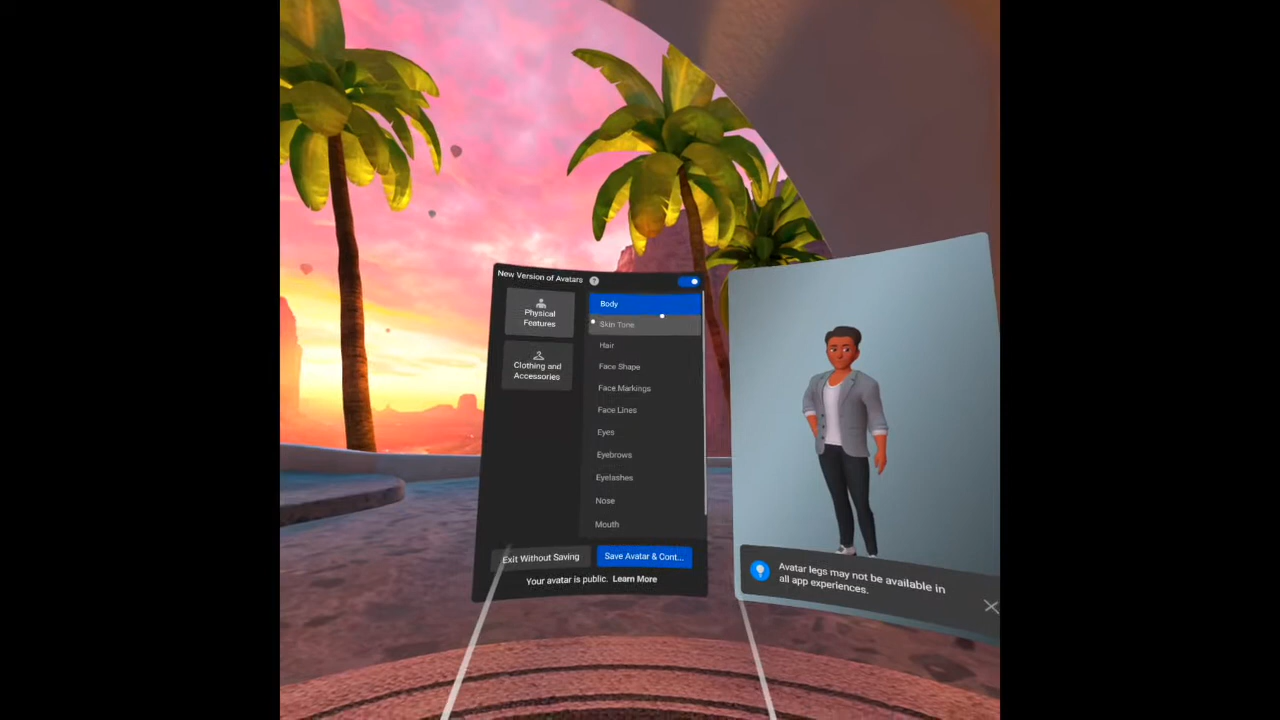 New Version of Avatars ?
Physical
Features
Clothing and
Accessories
Body
Skin Tone
Hair
Face Shape
Face Markings
Face Lines
Eyes
Eyebrows
Eyelashes
Nose
Mouth
Exit Without Saving
Save Avatar & Cont...
Your avatar is public. Learn More
Avatar legs may not be available in
all app experiences.